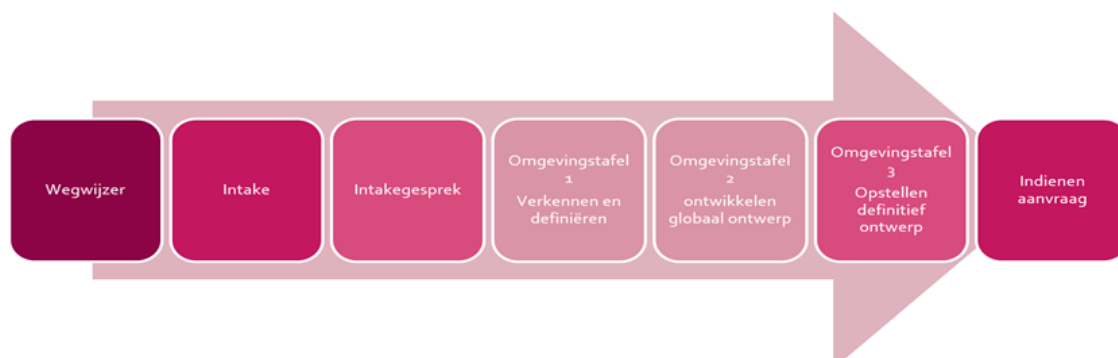 Wegwijzer
Intake
Intakegesprek
Omgevingstafel
1
Verkennen en
definiëren
Omgevingstafel
2
ontwikkelen
globaal ontwerp
Omgevingstafel
3
Opstellen
definitief
ontwerp
Indienen
aanvraag